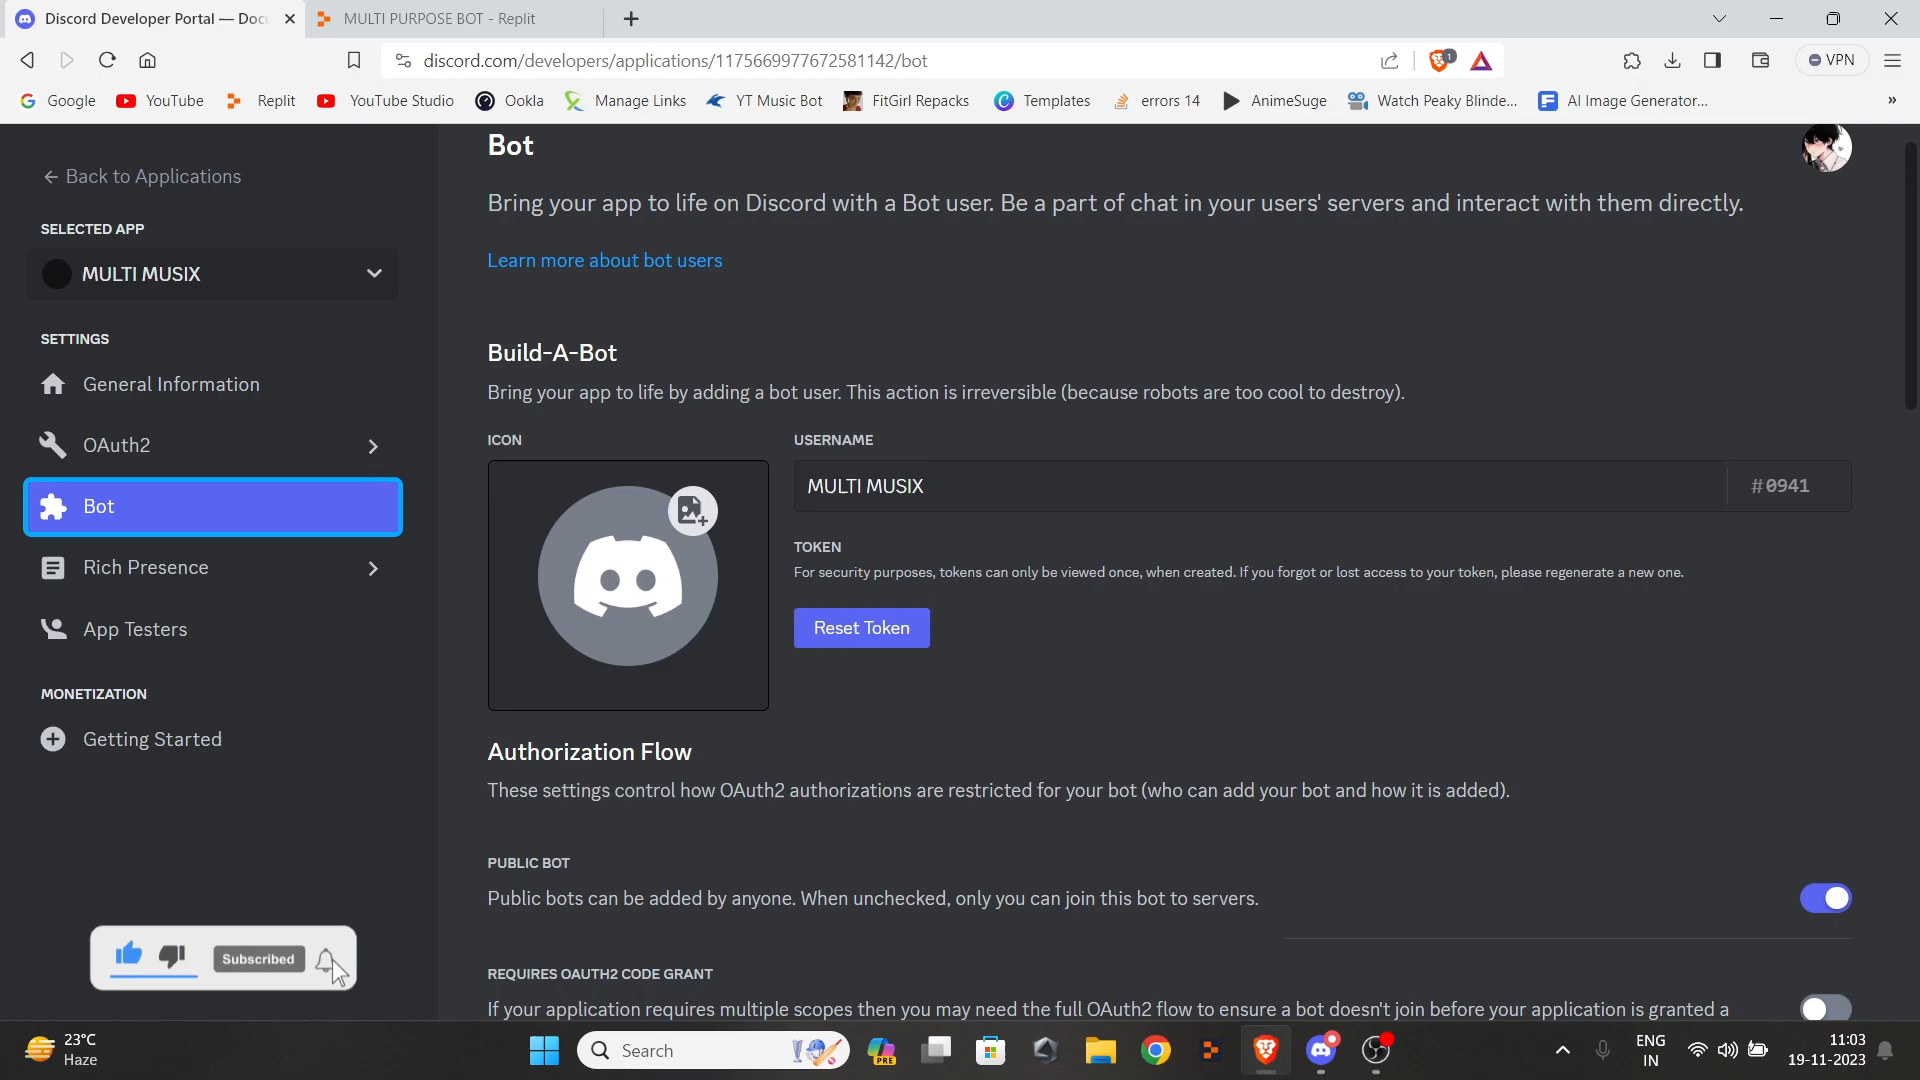 Discord Developer Portal — Docu
MULTI PURPOSE BOT - Replit
discord.com/developers/applications/1175669977672581142/bot
1
VPN
Google
YouTube
Replit
YouTube Studio
Ookla
Manage Links
YT Music Bot
FitGirl Repacks
Templates
errors 14
AnimeSuge
Watch Peaky Blinde...
AI Image Generator...
»
Back to Applications
SELECTED APP
MULTI MUSIX
SETTINGS
General Information
OAuth2
Bot
Rich Presence
App Testers
MONETIZATION
Getting Started
Bot
Bring your app to life on Discord with a Bot user. Be a part of chat in your users' servers and interact with them directly.
Learn more about bot users
Build-A-Bot
Bring your app to life by adding a bot user. This action is irreversible (because robots are too cool to destroy).
ICON
USERNAME
MULTI MUSIX
#0941
TOKEN
For security purposes, tokens can only be viewed once, when created. If you forgot or lost access to your token, please regenerate a new one.
Reset Token
Authorization Flow
These settings control how OAuth2 authorizations are restricted for your bot (who can add your bot and how it is added).
PUBLIC BOT
Public bots can be added by anyone. When unchecked, only you can join this bot to servers.
REQUIRES OAUTH2 CODE GRANT
If your application requires multiple scopes then you may need the full OAuth2 flow to ensure a bot doesn't join before your application is granted a
Subscribed
23°C
Haze
Search
PRE
ENG
IN
11:03
19-11-2023